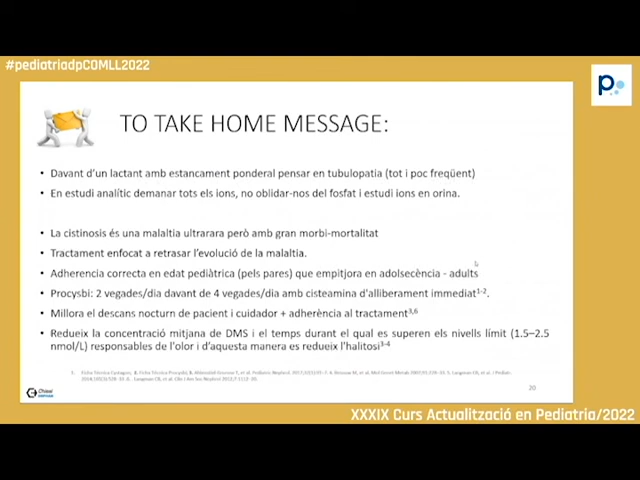 #pediatriadpCOMLL2022
p.
TO TAKE HOME MESSAGE:
• Davant d'un lactant amb estancament ponderal pensar en tubulopatia (tot i poc freqüent)
• En estudi analític demanar tots els ions, no oblidar-nos del fosfat i estudi ions en orina.
• La cistinosis és una malaltia ultrarara però amb gran morbi-mortalitat
• Tractament enfocat a retrasar l'evolució de la malaltia.
• Adherencia correcta en edat pediàtrica (pels pares) que empitjora en adolsecència - adults
• Procysbi: 2 vegades/dia davant de 4 vegades/dia amb cisteamina d'alliberament immediat1-2.
• Millora el descans nocturn de pacient i cuidador + adherència al tractament3,6
• Redueix la concentració mitjana de DMS i el temps durant el qual es superen els nivells límit (1.5–2.5
nmol/L) responsables de l'olor i d'aquesta manera es redueix l'halitosi3-4
Chiesi
20
XXXIX Curs Actualització en Pediatria/2022